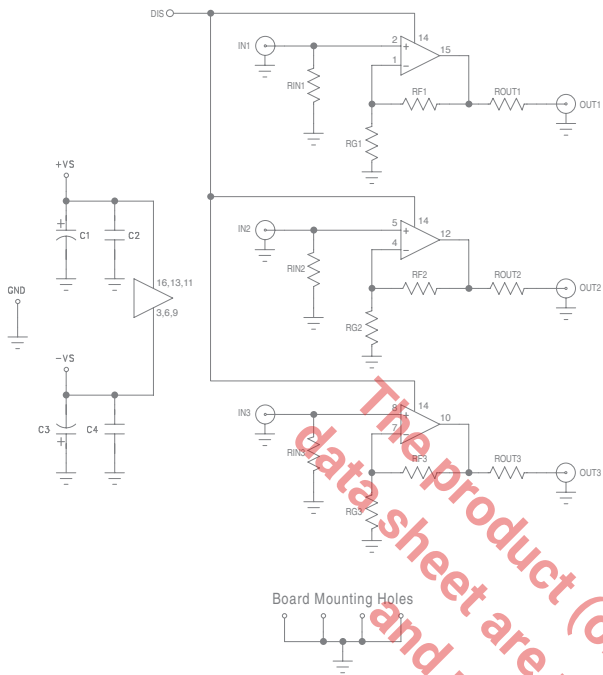 DIS
IN1
2
+
1
−
14
15
RIN1
RF1
ROUT1
OUT1
RG1
+VS
+
C1
C2
16,13,11
3,6,9
GND
−VS
C3
+
C4
IN2
5
+
4
−
14
12
RIN2
RF2
ROUT2
OUT2
RG2
IN3
8
+
7
−
14
10
RIN3
RF3
ROUT3
OUT3
RG3
Board Mounting Holes
The product (
data sheet are
and